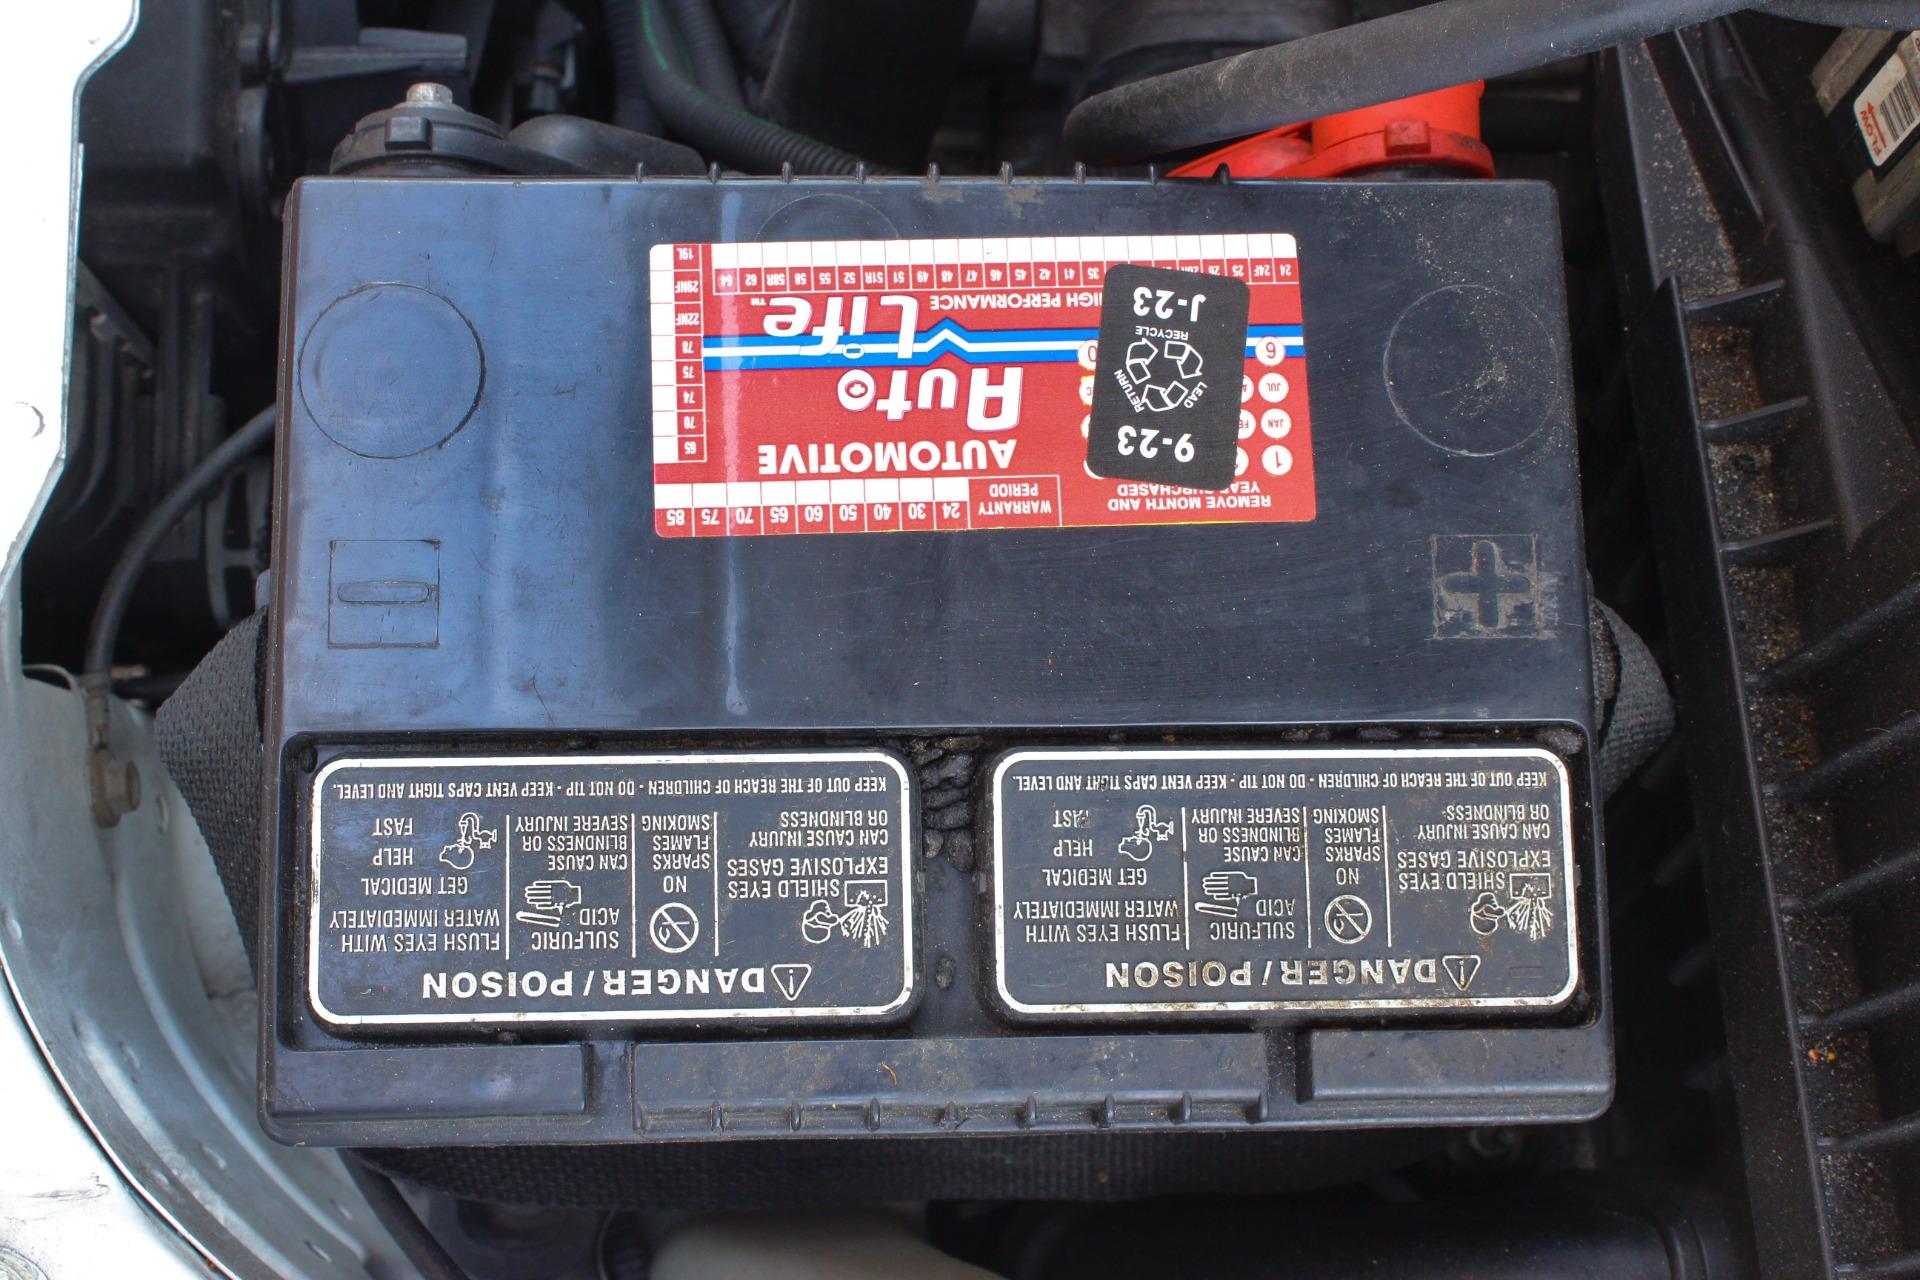 DANGER / POISON
SHIELD EYES
EXPLOSIVE GASES
CAN CAUSE INJURY
OR BLINDNESS
NO
SPARKS
FLAMES
SMOKING
SULFURIC
ACID
CAN CAUSE
BLINDNESS OR
SEVERE INJURY
FLUSH EYES WITH
WATER IMMEDIATELY
GET MEDICAL
HELP
FAST
KEEP OUT OF THE REACH OF CHILDREN - DO NOT TIP - KEEP VENT CAPS TIGHT AND LEVEL.
DANGER / POISON
SHIELD EYES
EXPLOSIVE GASES
CAN CAUSE INJURY
OR BLINDNESS
NO
SPARKS
FLAMES
SMOKING
SULFURIC
ACID
CAN CAUSE
BLINDNESS OR
SEVERE INJURY
FLUSH EYES WITH
WATER IMMEDIATELY
GET MEDICAL
HELP
FAST
KEEP OUT OF THE REACH OF CHILDREN - DO NOT TIP - KEEP VENT CAPS TIGHT AND LEVEL.
REMOVE MONTH AND
YEAR PURCHASED
1
JAN
JUL
6
WARRANTY
PERIOD
24 30 40 50 60 65 70 75 85
AUTOMOTIVE
Auto
Life™
HIGH PERFORMANCE
9-23
LEAD
RETURN
RECYCLE
J-23
65
70
74
75
78
22NF
29NF
19L
24 24F 25 26 35 41 42 45 46 47 48 49 51 51R 52 55 58 58R 62 64
FLOW